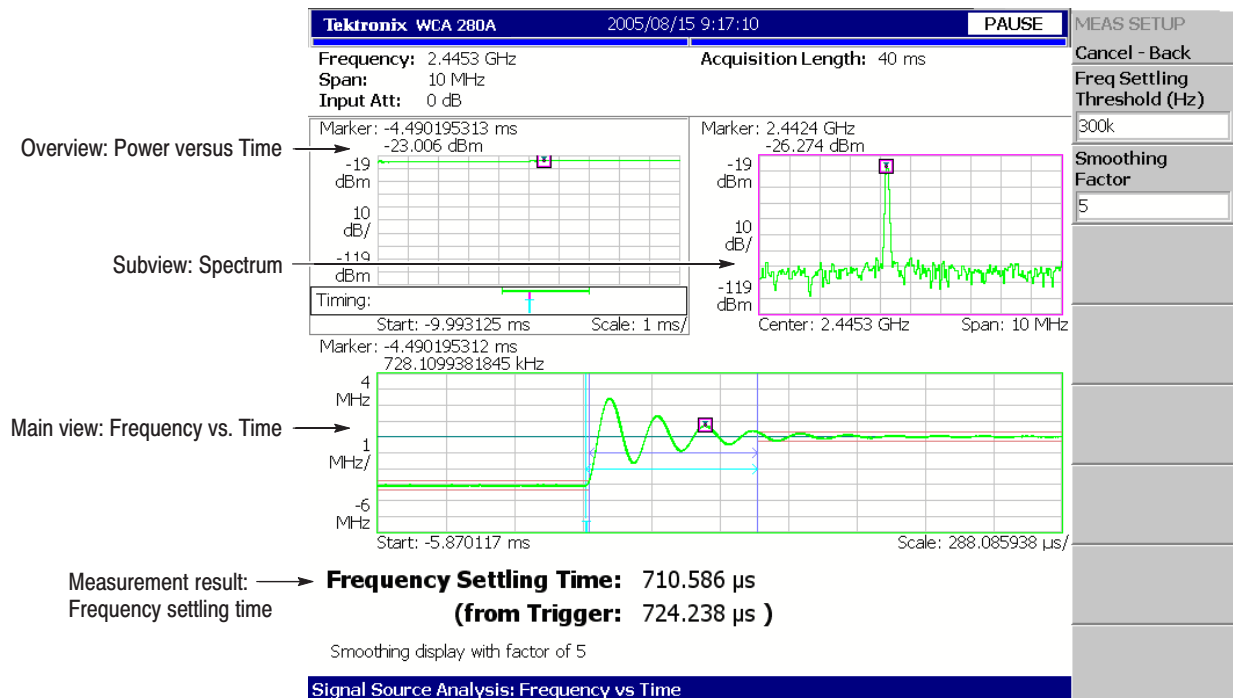 Tektronix WCA 280A 2005/08/15 9:17:10 PAUSE
MEAS SETUP
Cancel - Back
Frequency: 2.4453 GHz
Span: 10 MHz
Input Att: 0 dB
Acquisition Length: 40 ms
Freq Settling
Threshold (Hz)
300k
Smoothing
Factor
5
Overview: Power versus Time
Marker: -4.490195313 ms
-23.006 dBm
-19
dBm
10
dB/
-119
dBm
Timing:
Start: -9.993125 ms Scale: 1 ms/
Subview: Spectrum
Marker: 2.4424 GHz
-26.274 dBm
-19
dBm
10
dB/
-119
dBm
Center: 2.4453 GHz Span: 10 MHz
Main view: Frequency vs. Time
Marker: -4.490195312 ms
728.1099381845 kHz
4
MHz
1
MHz/
-6
MHz
Start: -5.870117 ms Scale: 288.085938 µs/
Measurement result:
Frequency settling time
Frequency Settling Time: 710.586 µs
(from Trigger: 724.238 µs )
Smoothing display with factor of 5
Signal Source Analysis: Frequency vs Time